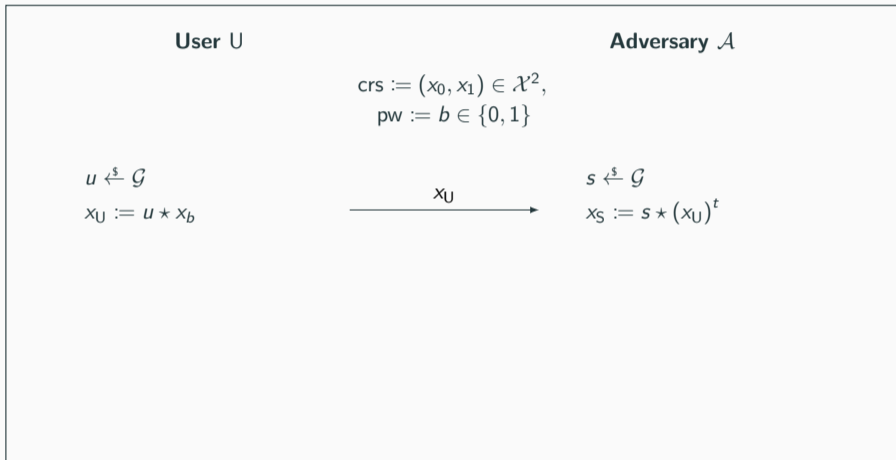 User U
Adversary 𝒜
crs := (x₀, x₁) ∈ 𝒳²,
pw := b ∈ {0, 1}
u ←$ 𝒢
s ←$ 𝒢
x_U
x_U := u ⋆ x_b
x_S := s ⋆ (x_U)ᵗ